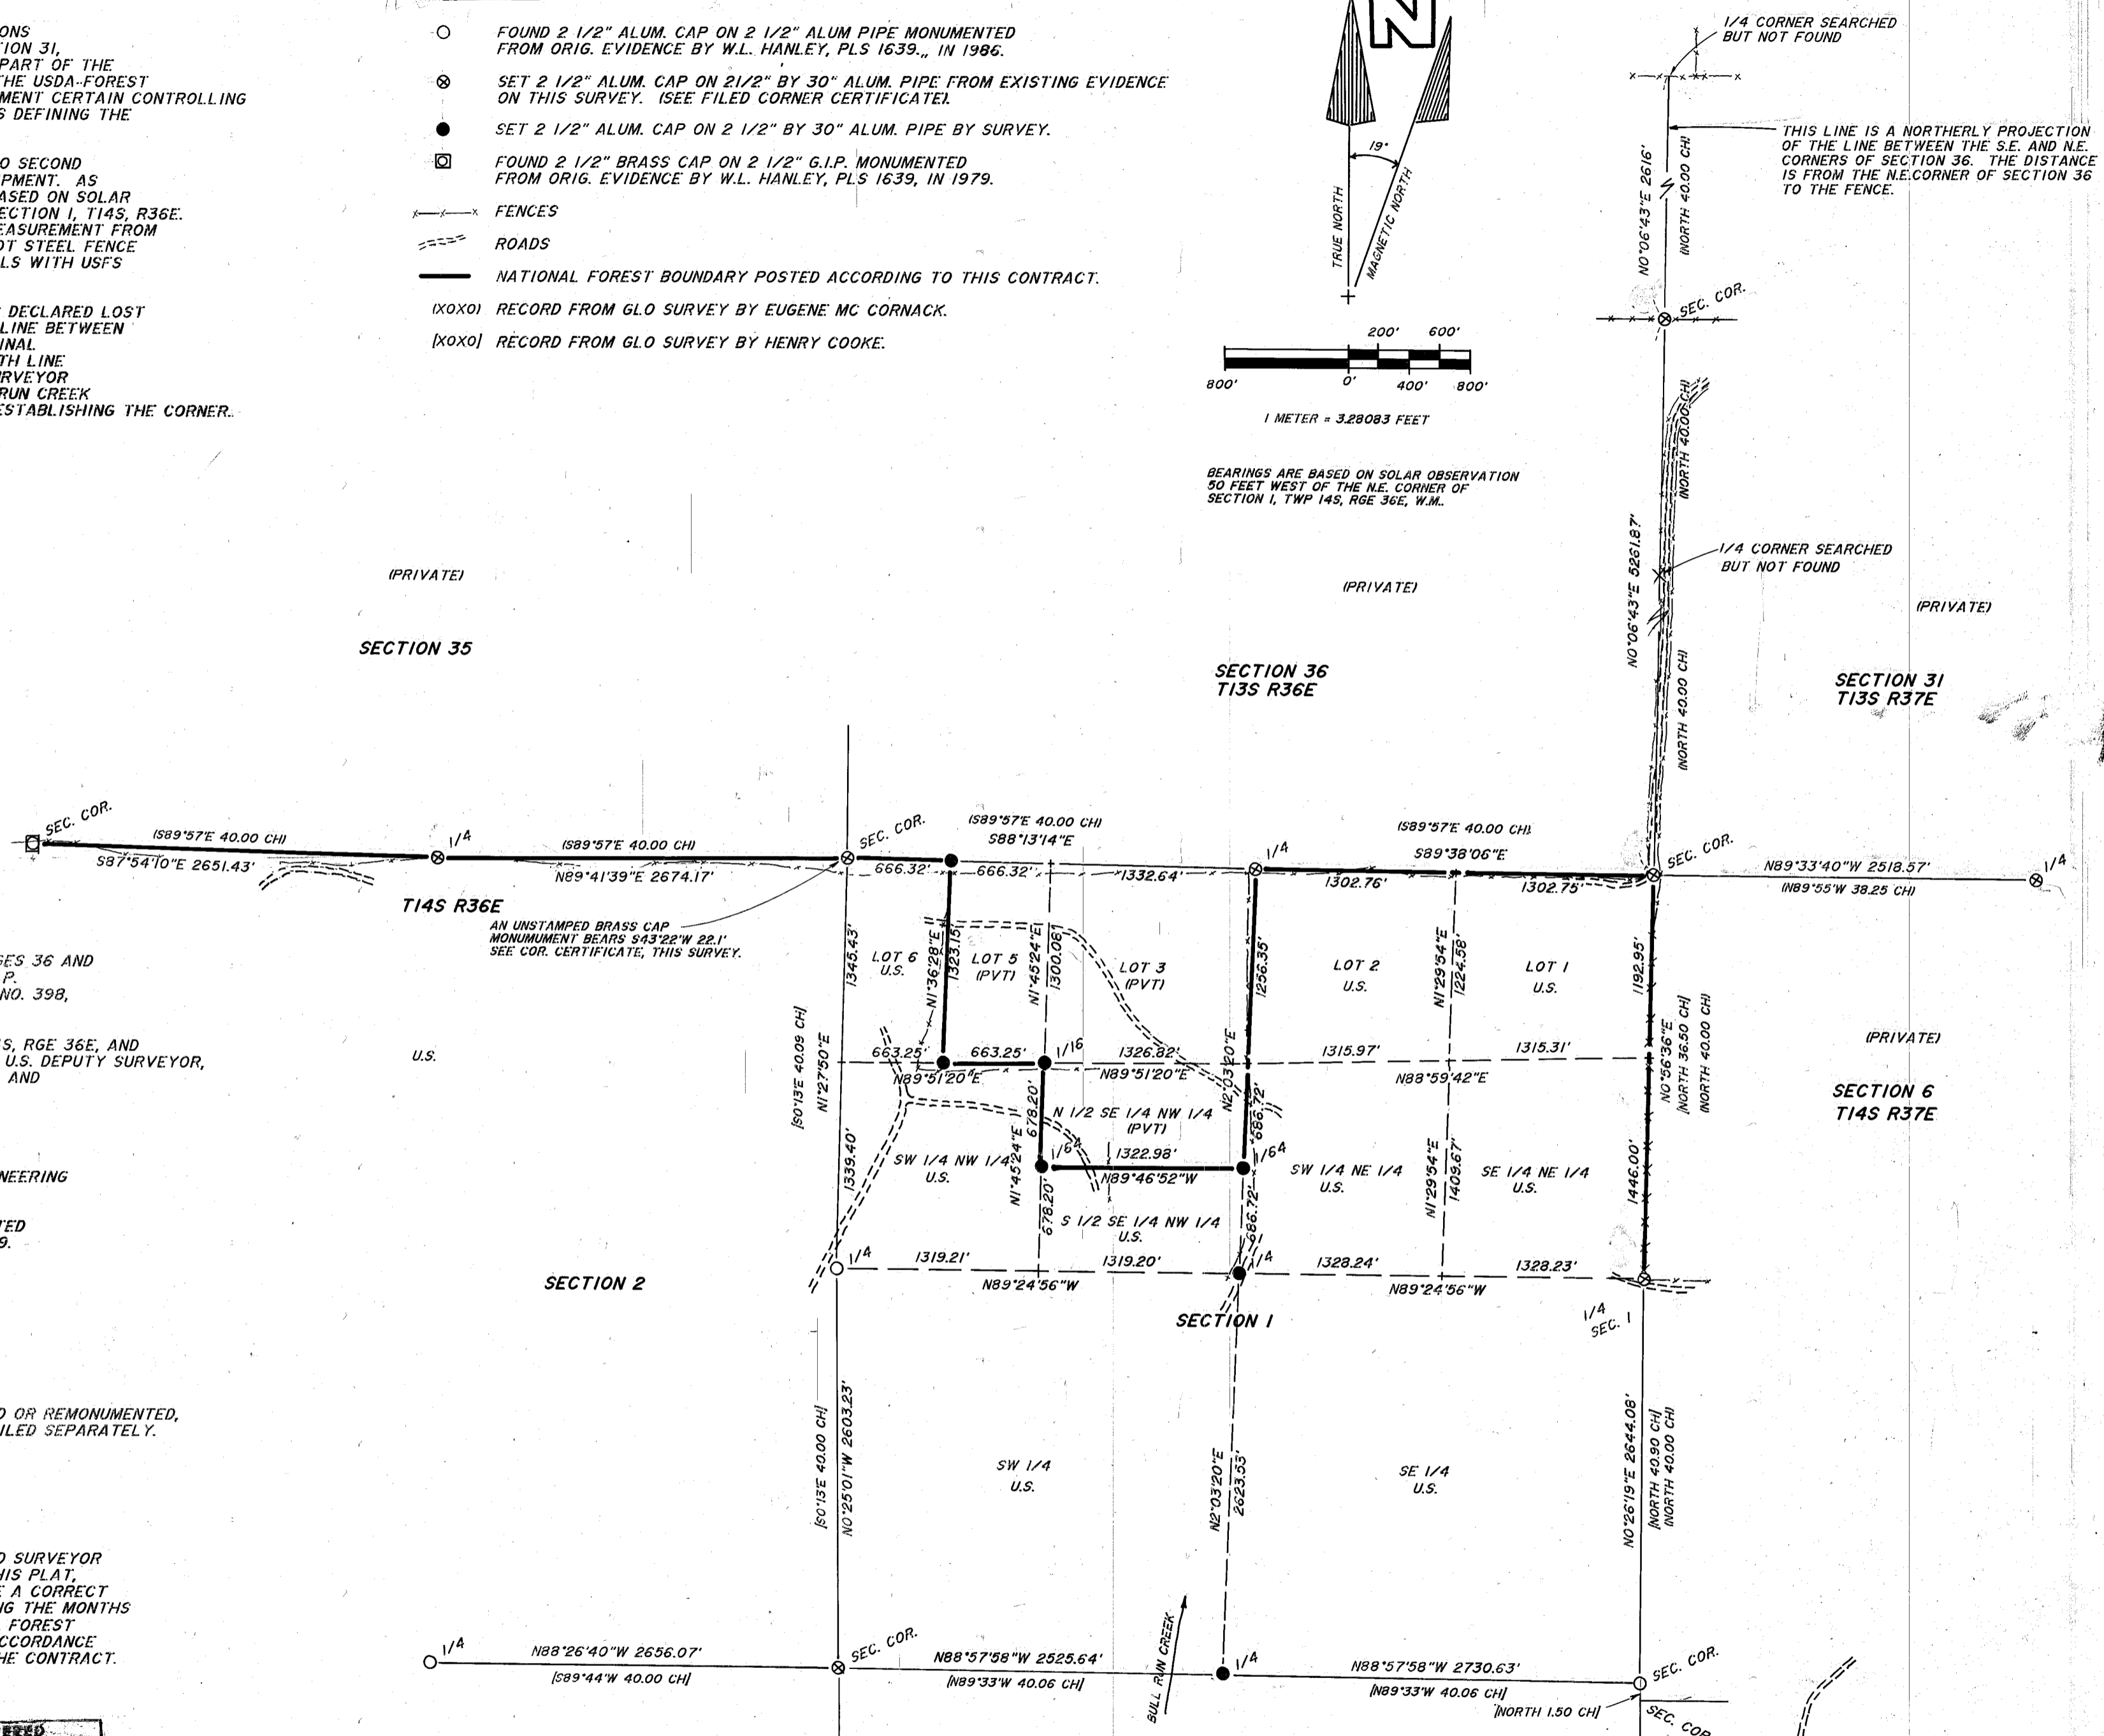 ONS
TION 31,
PART OF THE
THE USDA-FOREST
MENT CERTAIN CONTROLLING
S DEFINING THE
O SECOND
IPMENT. AS
ASED ON SOLAR
ECTION 1, T14S, R36E.
EASUREMENT FROM
OT STEEL FENCE
LS WITH USFS
DECLARED LOST
LINE BETWEEN
INAL
TH LINE
RVEYOR
RUN CREEK
ESTABLISHING THE CORNER.
FOUND 2 1/2" ALUM. CAP ON 2 1/2" ALUM PIPE MONUMENTED
FROM ORIG. EVIDENCE BY W.L. HANLEY, PLS 1639., IN 1986.
SET 2 1/2" ALUM. CAP ON 21/2" BY 30" ALUM. PIPE FROM EXISTING EVIDENCE
ON THIS SURVEY. (SEE FILED CORNER CERTIFICATE).
SET 2 1/2" ALUM. CAP ON 2 1/2" BY 30" ALUM. PIPE BY SURVEY.
FOUND 2 1/2" BRASS CAP ON 2 1/2" G.I.P. MONUMENTED
FROM ORIG. EVIDENCE BY W.L. HANLEY, PLS 1639, IN 1979.
FENCES
ROADS
NATIONAL FOREST BOUNDARY POSTED ACCORDING TO THIS CONTRACT.
(XOXO) RECORD FROM GLO SURVEY BY EUGENE MC CORNACK.
[XOXO] RECORD FROM GLO SURVEY BY HENRY COOKE.
N
19°
TRUE NORTH
MAGNETIC NORTH
200' 600'
800' 0' 400' 800'
1 METER = 3.28083 FEET
BEARINGS ARE BASED ON SOLAR OBSERVATION
50 FEET WEST OF THE N.E. CORNER OF
SECTION 1, TWP 14S, RGE 36E, W.M..
1/4 CORNER SEARCHED
BUT NOT FOUND
THIS LINE IS A NORTHERLY PROJECTION
OF THE LINE BETWEEN THE S.E. AND N.E.
CORNERS OF SECTION 36. THE DISTANCE
IS FROM THE N.E.CORNER OF SECTION 36
TO THE FENCE.
N0°06'43"E 2616'
(NORTH 40.00 CH)
SEC. COR.
(NORTH 40.00 CH)
N0°06'43"E 5261.87'
1/4 CORNER SEARCHED
BUT NOT FOUND
(NORTH 40.00 CH)
(PRIVATE)
(PRIVATE)
(PRIVATE)
SECTION 35
SECTION 36
T13S R36E
SECTION 31
T13S R37E
SEC. COR.
(S89°57'E 40.00 CH)
S87°54'10"E 2651.43'
1/4
(S89°57'E 40.00 CH)
N89°41'39"E 2674.17'
SEC. COR.
(S89°57'E 40.00 CH)
S88°13'14"E
666.32'
666.32'
1332.64'
1/4
(S89°57'E 40.00 CH)
S89°38'06"E
1302.76'
1302.75'
SEC. COR.
N89°33'40"W 2518.57'
(N89°55'W 38.25 CH)
1/4
T14S R36E
AN UNSTAMPED BRASS CAP
MONUMUMENT BEARS S43°22'W 22.1'
SEE COR. CERTIFICATE, THIS SURVEY.
1345.43'
LOT 6
U.S.
N1°36'28"E
1323.15'
LOT 5
(PVT)
N1°45'24"E
1300.08'
LOT 3
(PVT)
1256.35'
LOT 2
U.S.
N1°29'54"E
1224.58'
LOT 1
U.S.
1192.95'
GES 36 AND
P.
NO. 398,
S, RGE 36E, AND
U.S. DEPUTY SURVEYOR,
AND
U.S.
[S0°13'E 40.09 CH]
N1°27'50"E
663.25'
663.25'
N89°51'20"E
1/16
1326.82'
N89°51'20"E
N2°03'20"E
1315.97'
1315.31'
N88°59'42"E
N0°56'36"E
[NORTH 36.50 CH]
(NORTH 40.00 CH)
(PRIVATE)
SECTION 6
T14S R37E
678.20'
N 1/2 SE 1/4 NW 1/4
(PVT)
686.72'
1339.40'
SW 1/4 NW 1/4
U.S.
N1°45'24"E
1/64
1322.98'
N89°46'52"W
1/64
SW 1/4 NE 1/4
U.S.
N1°29'54"E
1409.67'
SE 1/4 NE 1/4
U.S.
1446.00'
678.20'
S 1/2 SE 1/4 NW 1/4
U.S.
686.72'
NEERING
TED
9.
1/4
1319.21'
1319.20'
N89°24'56"W
1/4
1328.24'
1328.23'
N89°24'56"W
1/4
SEC. 1
SECTION 2
SECTION 1
D OR REMONUMENTED,
ILED SEPARATELY.
[S0°13'E 40.00 CH]
N0°25'01"W 2603.23'
SW 1/4
U.S.
N2°03'20"E
2623.53'
SE 1/4
U.S.
N0°26'19"E 2644.08'
[NORTH 40.90 CH]
(NORTH 40.00 CH)
D SURVEYOR
HIS PLAT,
E A CORRECT
NG THE MONTHS
FOREST
CCORDANCE
HE CONTRACT.
1/4
N88°26'40"W 2656.07'
[S89°44'W 40.00 CH]
SEC. COR.
N88°57'58"W 2525.64'
[N89°33'W 40.06 CH]
BULL RUN CREEK
1/4
N88°57'58"W 2730.63'
[N89°33'W 40.06 CH]
SEC. COR.
[NORTH 1.50 CH]
SEC. COR